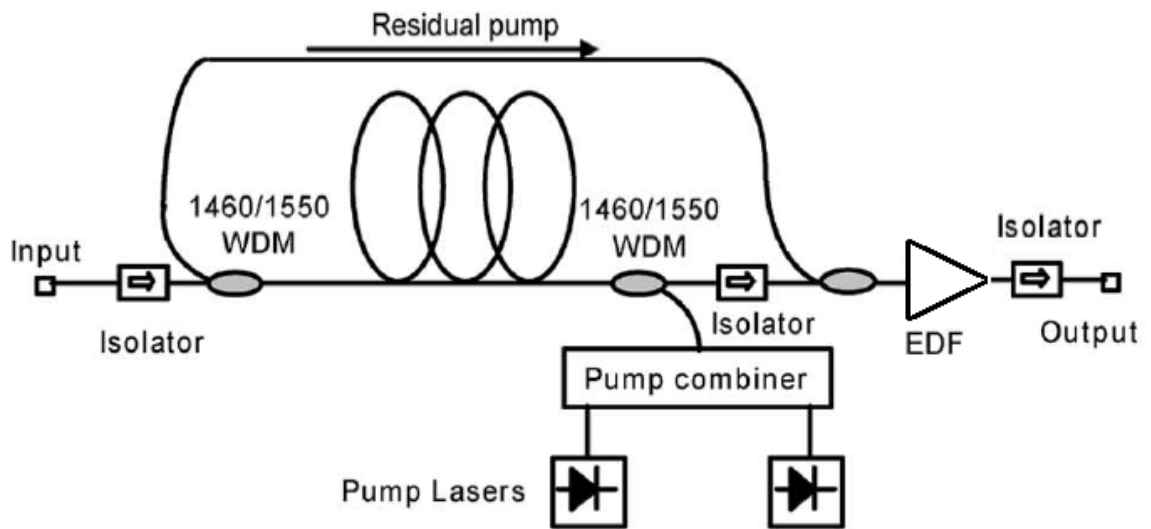 Residual pump
1460/1550
WDM
1460/1550
WDM
Isolator
Input
Isolator
Isolator
EDF
Output
Pump combiner
Pump Lasers